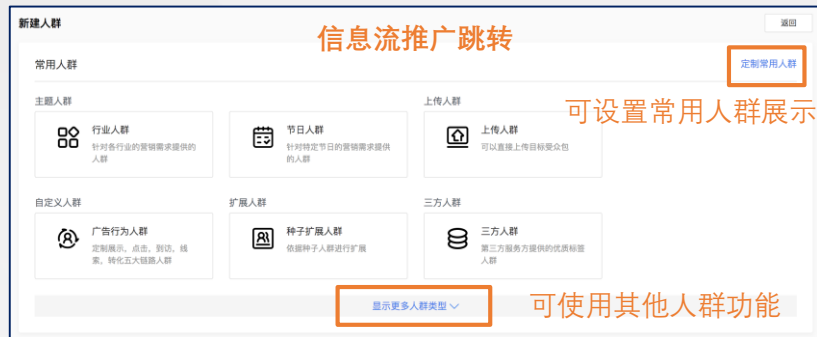 新建人群
信息流推广跳转
返回
常用人群
定制常用人群
可设置常用人群展示
主题人群
上传人群
行业人群
针对各行业的营销需求提供的
人群
节日人群
针对特定节日的营销需求提供
的人群
上传人群
可以直接上传目标受众包
自定义人群
扩展人群
三方人群
广告行为人群
定制展示，点击，到访，线
索，转化五大链路人群
种子扩展人群
依据种子人群进行扩展
三方人群
第三方服务方提供的优质标签
人群
显示更多人群类型
可使用其他人群功能